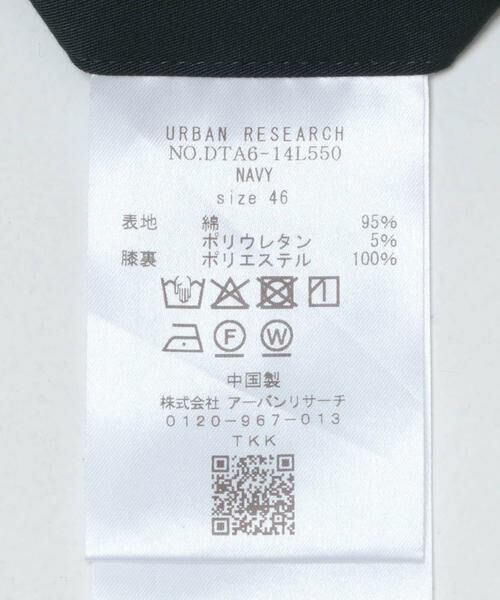 URBAN RESEARCH
NO.DTA6-14L550
NAVY
size 46
表地 綿 95%
ポリウレタン 5%
膝裏 ポリエステル 100%
F W
中国製
株式会社 アーバンリサーチ
0120-967-013
TKK